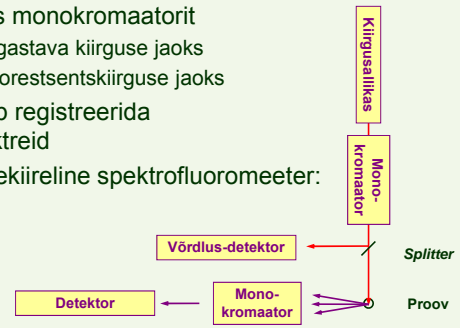 s monokromaatorit
gastava kiirguse jaoks
orestsentskiirguse jaoks
registreerida
ktreid
ekiireline spektrofluoromeeter:
Kiirgusallikas
Mono-
kromaator
Võrdlus-detektor
Splitter
Detektor
Mono-
kromaator
Proov